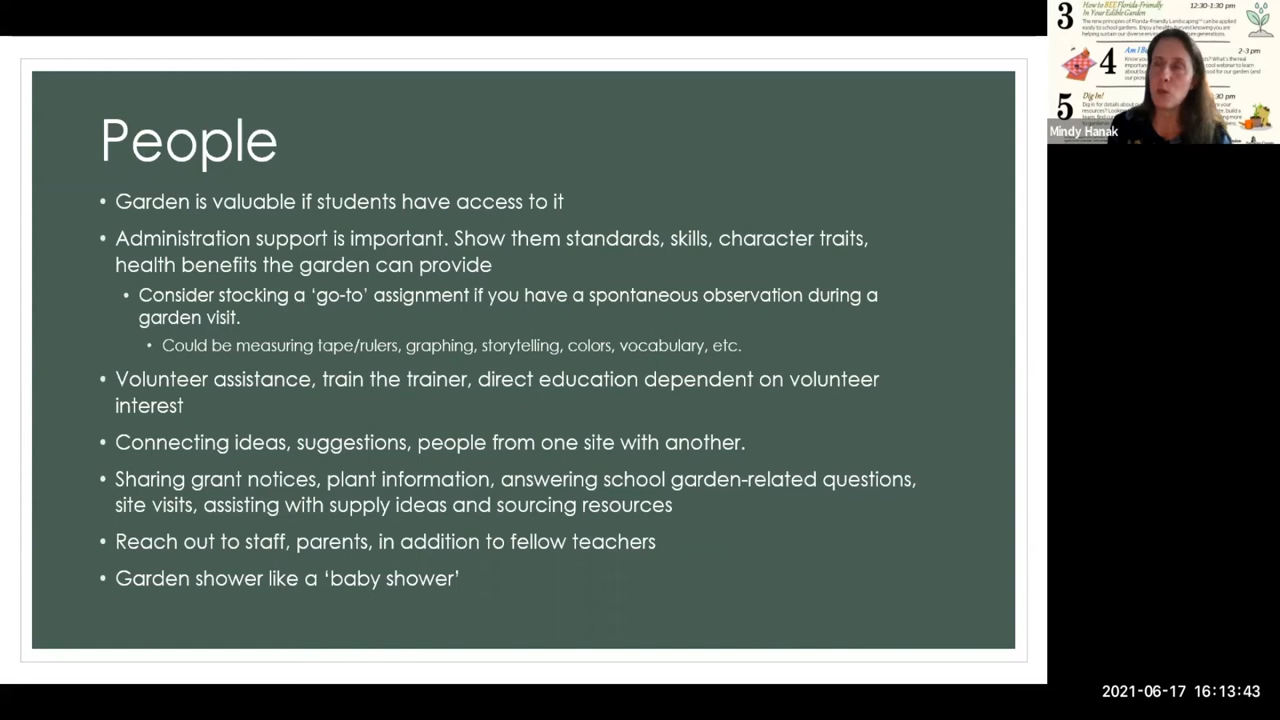 People
• Garden is valuable if students have access to it
• Administration support is important. Show them standards, skills, character traits,
health benefits the garden can provide
• Consider stocking a ‘go-to’ assignment if you have a spontaneous observation during a
garden visit.
• Could be measuring tape/rulers, graphing, storytelling, colors, vocabulary, etc.
• Volunteer assistance, train the trainer, direct education dependent on volunteer
interest
• Connecting ideas, suggestions, people from one site with another.
• Sharing grant notices, plant information, answering school garden-related questions,
site visits, assisting with supply ideas and sourcing resources
• Reach out to staff, parents, in addition to fellow teachers
• Garden shower like a ‘baby shower’
3
How to BEE Florida-Friendly
In Your Edible Garden
12:30-1:30 pm
4
2-3 pm
5
Dig In!
Mindy Hanak
2021-06-17 16:13:43